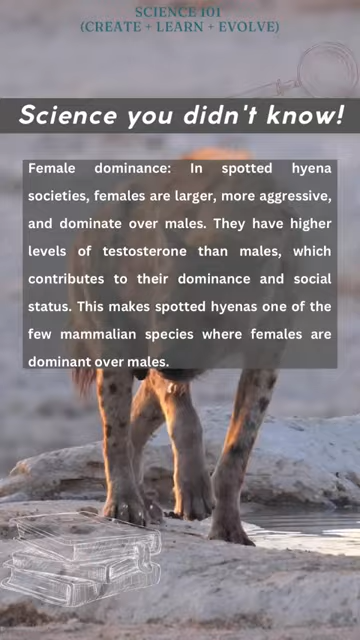 SCIENCE 101
(CREATE + LEARN + EVOLVE)
Science you didn't know!
Female dominance: In spotted hyena
societies, females are larger, more aggressive,
and dominate over males. They have higher
levels of testosterone than males, which
contributes to their dominance and social
status. This makes spotted hyenas one of the
few mammalian species where females are
dominant over males.